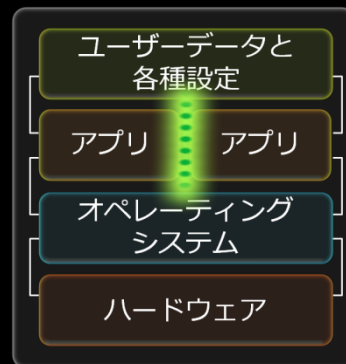 ユーザーデータと
各種設定
アプリ アプリ
オペレーティング
システム
ハードウェア